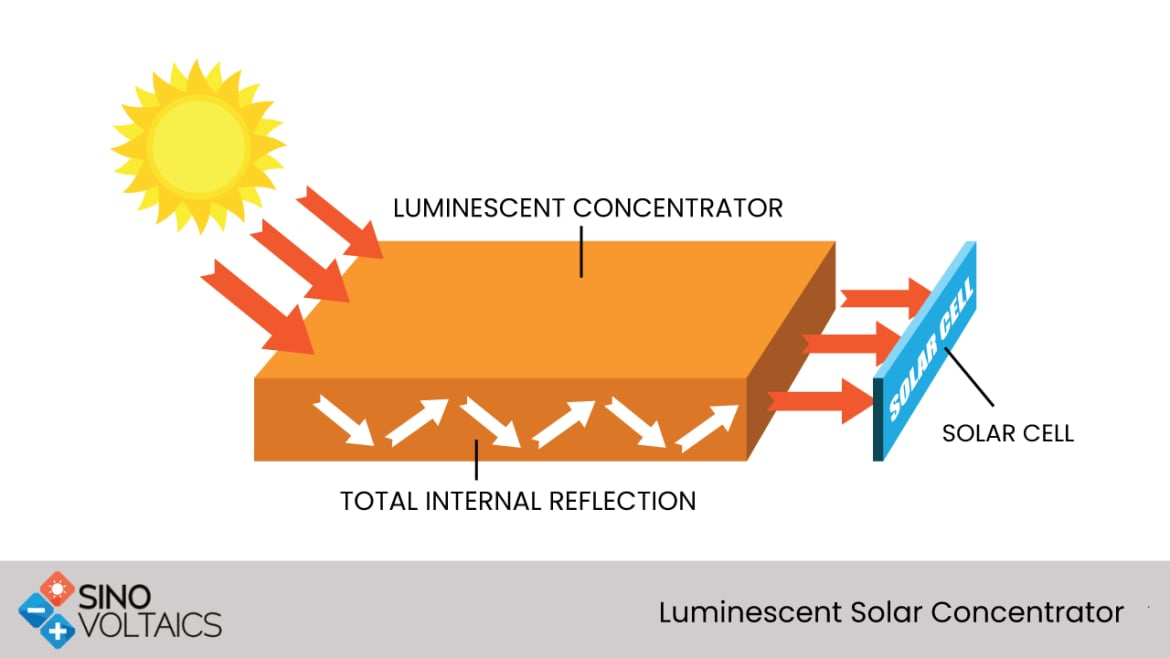 LUMINESCENT CONCENTRATOR
SOLAR CELL
SOLAR CELL
TOTAL INTERNAL REFLECTION
SINO
VOLTAICS
Luminescent Solar Concentrator